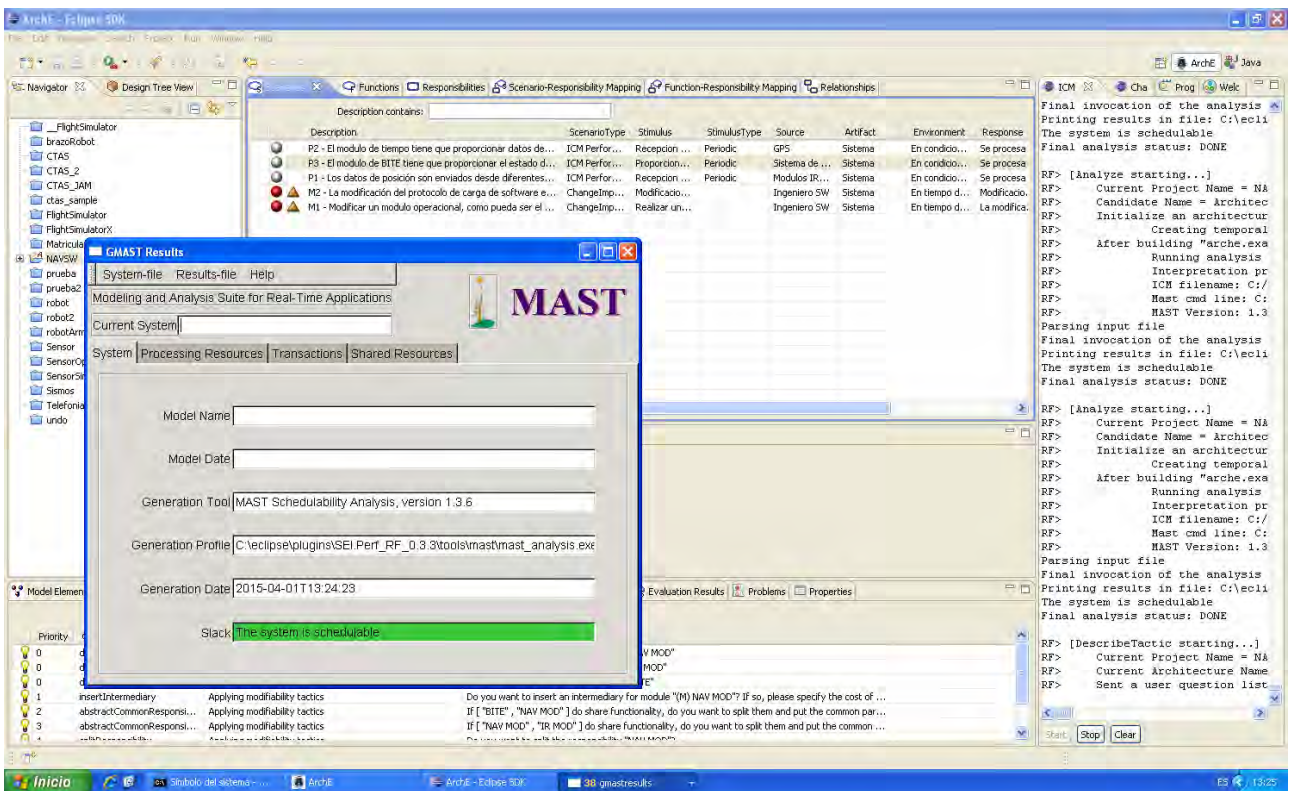 ArchE - Eclipse SDK
File Edit Navigate Search Project Run Window Help
ArchE Java
Navigator Design Tree View
Functions Responsibilities Scenario-Responsibility Mapping Function-Responsibility Mapping Relationships
ICM Cha Prog Welc
Description contains:
Description ScenarioType Stimulus StimulusType Source Artifact Environment Response
P2 - El modulo de tiempo tiene que proporcionar datos de... ICM Perfor... Recepcion ... Periodic GPS Sistema En condicio... Se procesa
P3 - El modulo de BITE tiene que proporcionar el estado d... ICM Perfor... Proporcion... Periodic Sistema de ... Sistema En condicio... Se procesa
P1 - Los datos de posición son enviados desde diferente... ICM Perfor... Recepcion ... Periodic Modulos IR... Sistema En condicio... Se procesa
M2 - La modificación del protocolo de carga de software e... ChangeImp... Modificacio... Ingeniero SW Sistema En tiempo d... Modificacio.
M1 - Modificar un modulo operacional, como pueda ser el ... ChangeImp... Realizar un... Ingeniero SW Sistema En tiempo d... La modifica.
__FlightSimulator
brazoRobot
CTAS
CTAS_2
CTAS_JAM
ctas_sample
FlightSimulator
FlightSimulatorX
Matricula
NAVSW
prueba
prueba2
robot
robot2
robotArm
Sensor
SensorOp
SensorSim
Sismos
Telefonia
undo
GMAST Results
System-file Results-file Help
Modeling and Analysis Suite for Real-Time Applications
MAST
Current System
System Processing Resources Transactions Shared Resources
Model Name
Model Date
Generation Tool MAST Schedulability Analysis, version 1.3.6
Generation Profile C:\eclipse\plugins\SEI.Perf_RF_0.3.3\tools\mast\mast_analysis.exe
Generation Date 2015-04-01T13:24:23
Slack The system is schedulable
Final invocation of the analysis
Printing results in file: C:\ecli
The system is schedulable
Final analysis status: DONE
RF> [Analyze starting...]
RF> Current Project Name = NA
RF> Candidate Name = Architec
RF> Initialize an architectur
RF> Creating temporal
RF> After building "arche.exa
RF> Running analysis
RF> Interpretation pr
RF> ICM filename: C:/
RF> Mast cmd line: C:
RF> MAST Version: 1.3
Parsing input file
Final invocation of the analysis
Printing results in file: C:\ecli
The system is schedulable
Final analysis status: DONE
RF> [Analyze starting...]
RF> Current Project Name = NA
RF> Candidate Name = Architec
RF> Initialize an architectur
RF> Creating temporal
RF> After building "arche.exa
RF> Running analysis
RF> Interpretation pr
RF> ICM filename: C:/
RF> Mast cmd line: C:
RF> MAST Version: 1.3
Parsing input file
Final invocation of the analysis
Printing results in file: C:\ecli
The system is schedulable
Final analysis status: DONE
RF> [DescribeTactic starting...]
RF> Current Project Name = NA
RF> Current Architecture Name
RF> Sent a user question list
Start Stop Clear
Model Elemen Evaluation Results Problems Properties
Priority
0 d V MOD"
0 d MOD"
0 d TE"
1 insertIntermediary Applying modifiability tactics Do you want to insert an intermediary for module "(M) NAV MOD"? If so, please specify the cost of ...
2 abstractCommonResponsi... Applying modifiability tactics If [ "BITE" , "NAV MOD" ] do share functionality, do you want to split them and put the common par...
3 abstractCommonResponsi... Applying modifiability tactics If [ "NAV MOD" , "IR MOD" ] do share functionality, do you want to split them and put the common ...
Inicio Símbolo del sistema - ... ArchE ArchE - Eclipse SDK 38 gmastresults ES 13:25